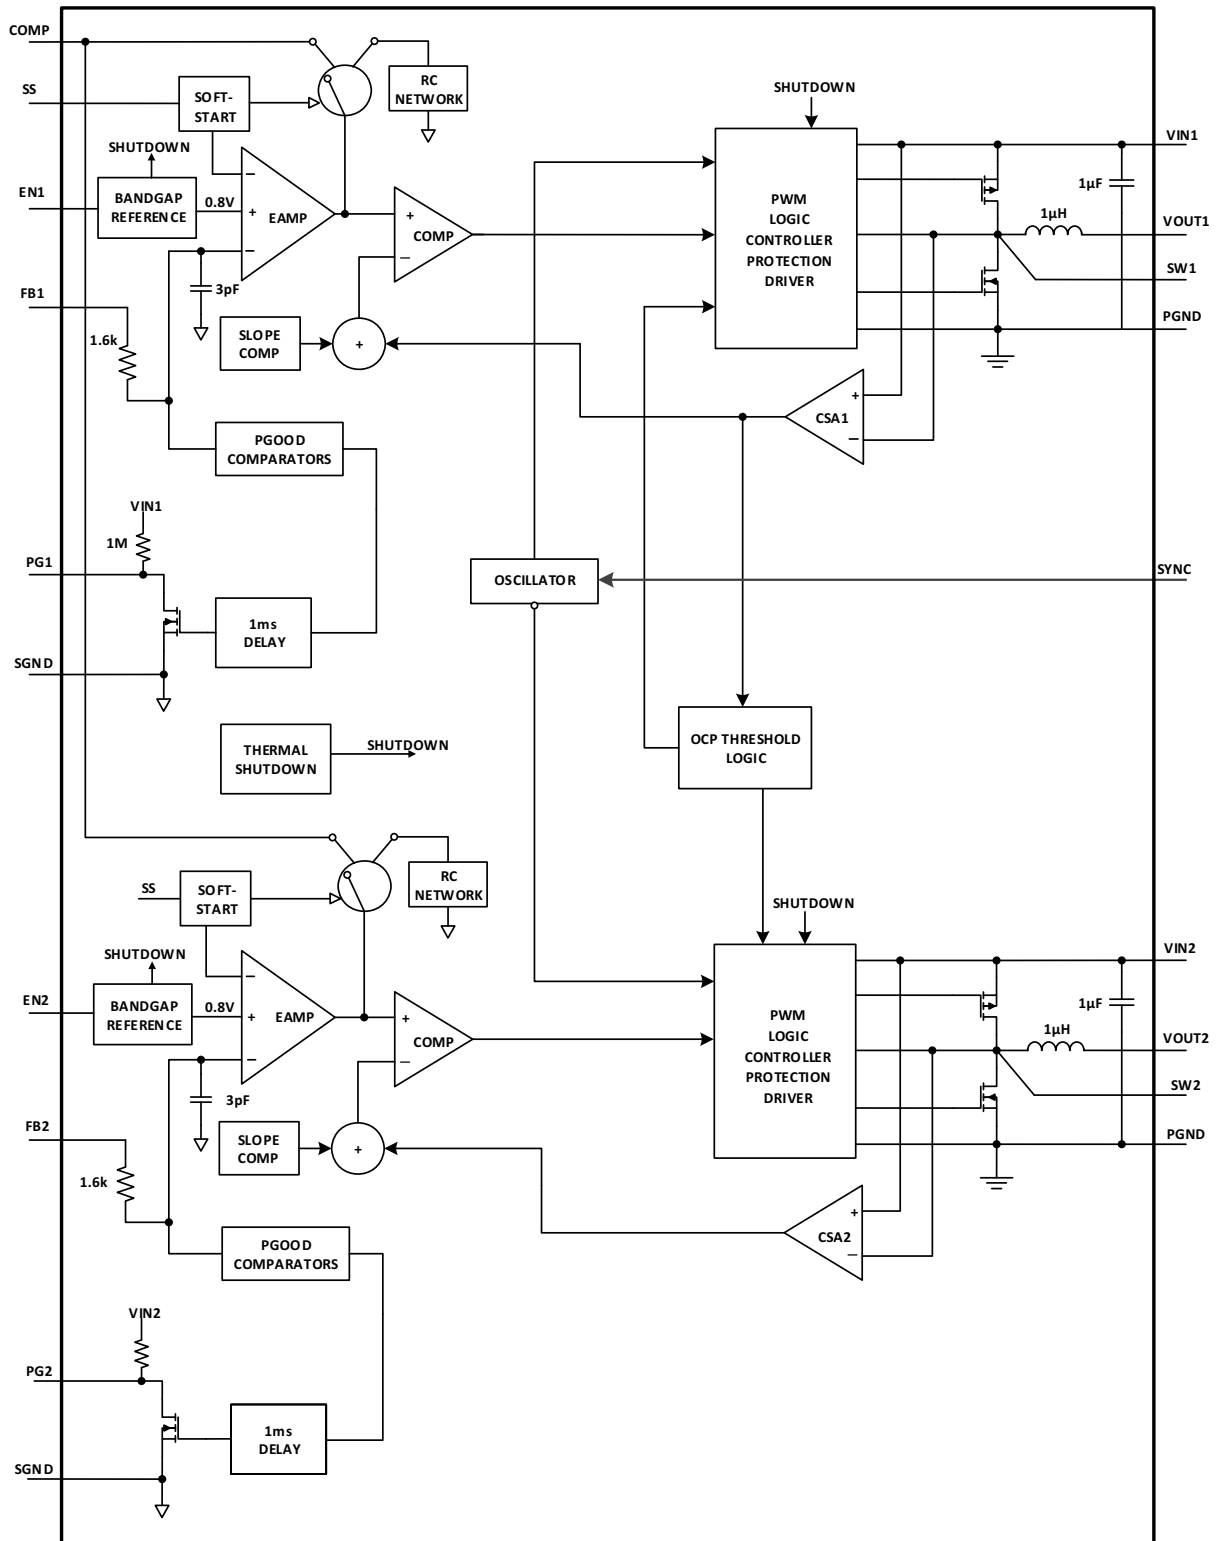 COMP
SS
SOFT-
START
RC
NETWORK
SHUTDOWN
SHUTDOWN
EN1
BANDGAP
REFERENCE
0.8V
−
+
−
EAMP
+
−
COMP
PWM
LOGIC
CONTROLLER
PROTECTION
DRIVER
VIN1
1µF
1µH
VOUT1
SW1
PGND
3pF
FB1
1.6k
SLOPE
COMP
+
+
−
CSA1
PGOOD
COMPARATORS
VIN1
1M
PG1
1ms
DELAY
SGND
OSCILLATOR
SYNC
THERMAL
SHUTDOWN
SHUTDOWN
OCP THRESHOLD
LOGIC
SS
SOFT-
START
RC
NETWORK
SHUTDOWN
SHUTDOWN
EN2
BANDGAP
REFERENCE
0.8V
−
+
−
EAMP
+
−
COMP
PWM
LOGIC
CONTROLLER
PROTECTION
DRIVER
VIN2
1µF
1µH
VOUT2
SW2
PGND
3pF
FB2
1.6k
SLOPE
COMP
+
+
−
CSA2
PGOOD
COMPARATORS
VIN2
PG2
1ms
DELAY
SGND